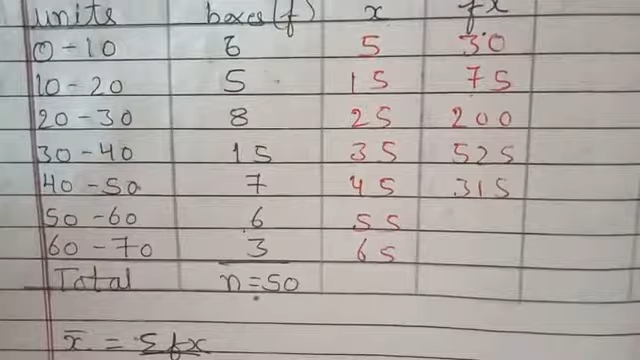 units boxes (f) x fx
0-10 6 5 30
10-20 5 15 75
20-30 8 25 200
30-40 15 35 525
40-50 7 45 315
50-60 6 55
60-70 3 65
Total n=50
x̄ = Σfx